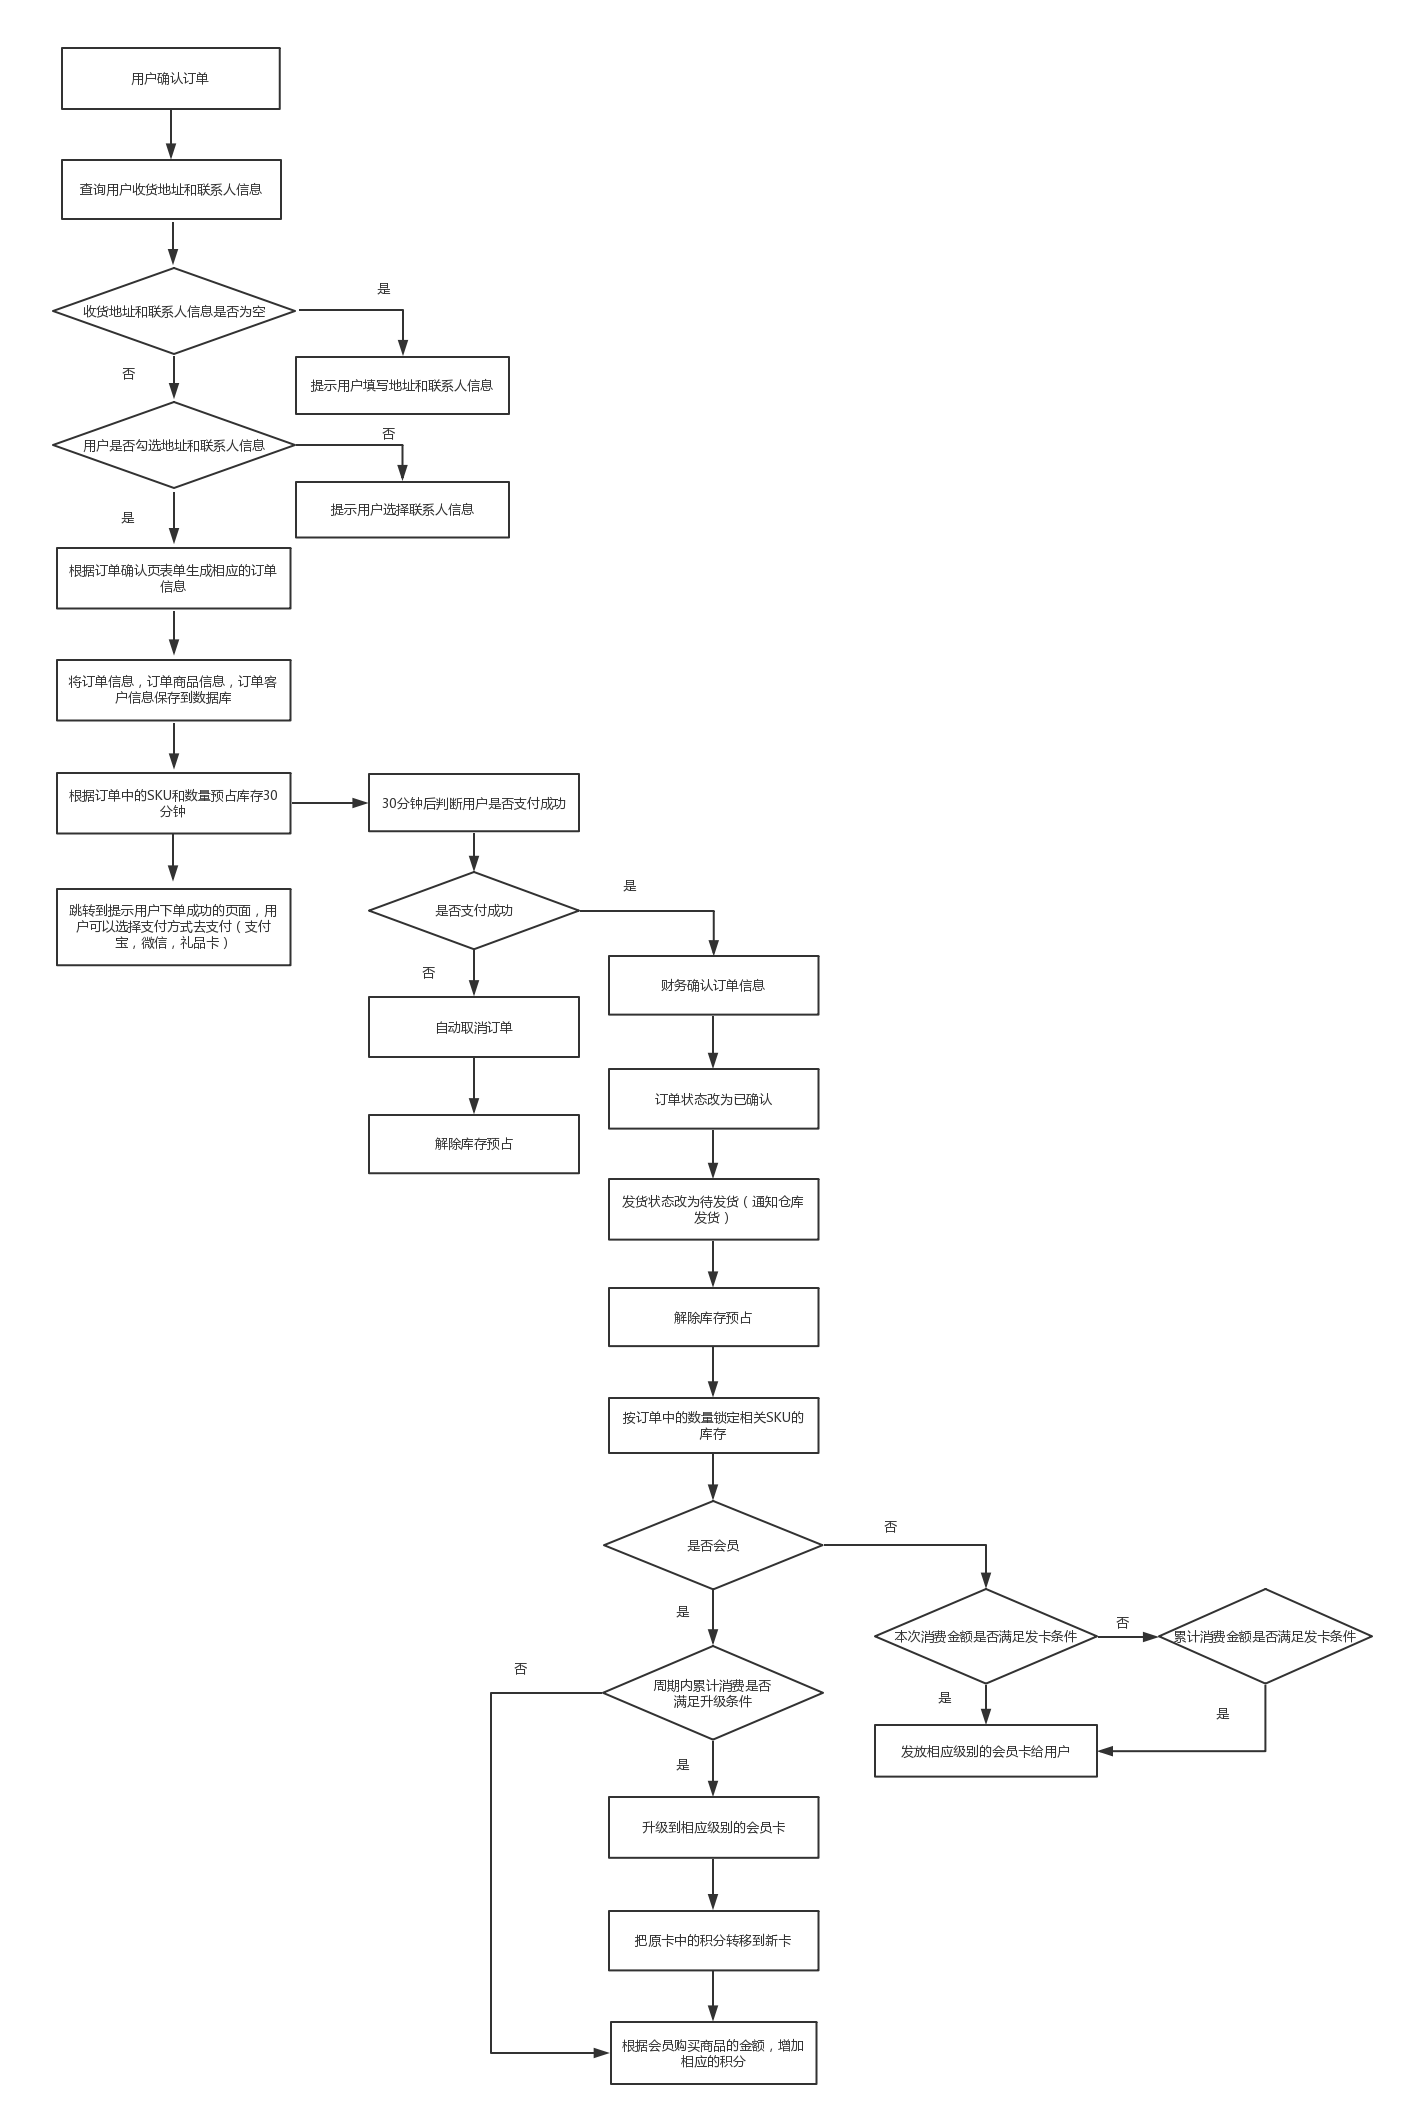 用户确认订单
查询用户收货地址和联系人信息
收货地址和联系人信息是否为空
是
提示用户填写地址和联系人信息
否
用户是否勾选地址和联系人信息
否
提示用户选择联系人信息
是
根据订单确认页表单生成相应的订单
信息
将订单信息，订单商品信息，订单客
户信息保存到数据库
根据订单中的SKU和数量预占库存30
分钟
跳转到提示用户下单成功的页面，用
户可以选择支付方式去支付（支付
宝，微信，礼品卡）
30分钟后判断用户是否支付成功
是否支付成功
是
否
自动取消订单
解除库存预占
财务确认订单信息
订单状态改为已确认
发货状态改为待发货（通知仓库
发货）
解除库存预占
按订单中的数量锁定相关SKU的
库存
是否会员
否
是
本次消费金额是否满足发卡条件
否
累计消费金额是否满足发卡条件
是
是
发放相应级别的会员卡给用户
周期内累计消费是否
满足升级条件
否
是
升级到相应级别的会员卡
把原卡中的积分转移到新卡
根据会员购买商品的金额，增加
相应的积分